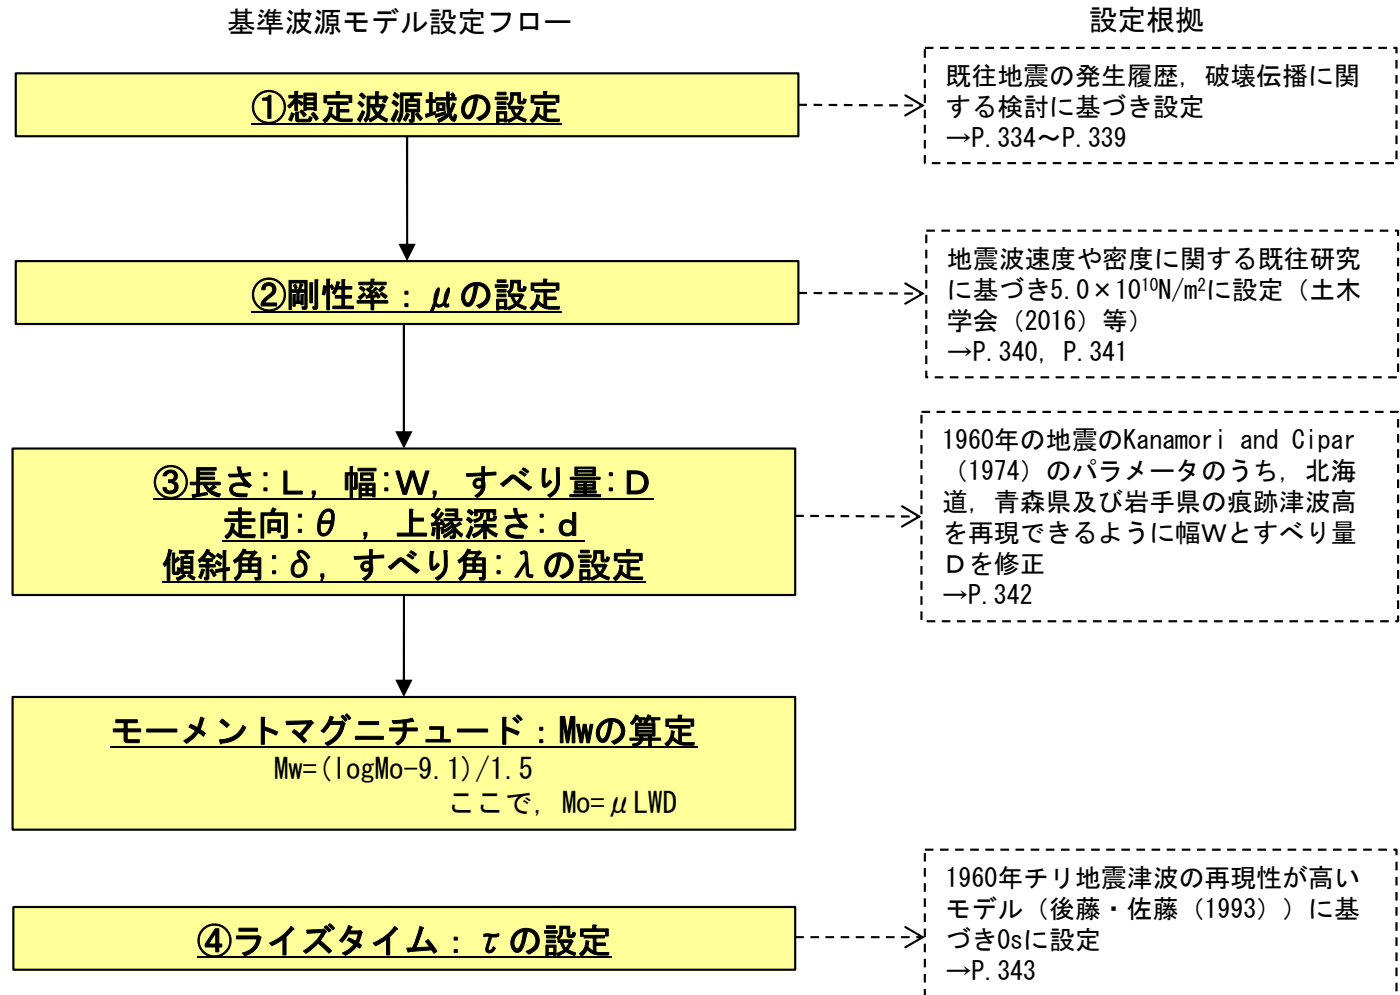 基準波源モデル設定フロー
設定根拠
①想定波源域の設定
既往地震の発生履歴，破壊伝播に関
する検討に基づき設定
→P.334～P.339
②剛性率：μの設定
地震波速度や密度に関する既往研究
に基づき5.0×10¹⁰N/m²に設定（土木
学会（2016）等）
→P.340，P.341
③長さ：Ｌ，幅：Ｗ，すべり量：Ｄ
走向：θ ，上縁深さ：ｄ
傾斜角：δ，すべり角：λの設定
1960年の地震のKanamori and Cipar
（1974）のパラメータのうち，北海
道，青森県及び岩手県の痕跡津波高
を再現できるように幅Ｗとすべり量
Ｄを修正
→P.342
モーメントマグニチュード：Mwの算定
Mw=(logMo-9.1)/1.5
ここで，Mo=μLWD
④ライズタイム：τの設定
1960年チリ地震津波の再現性が高い
モデル（後藤・佐藤（1993））に基
づき0sに設定
→P.343